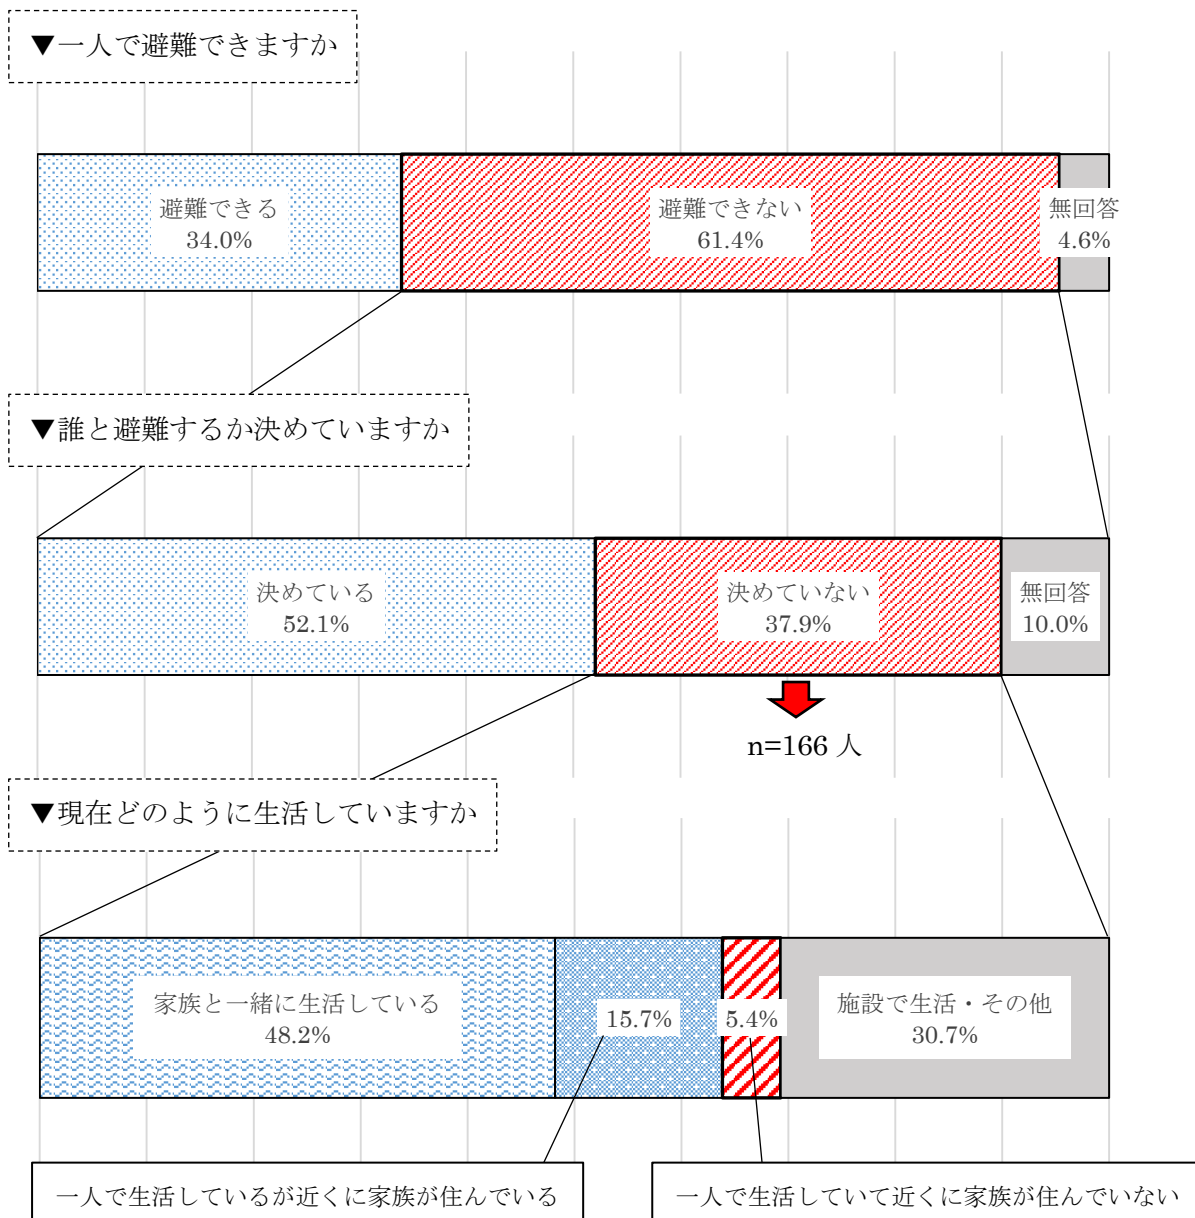 ▼一人で避難できますか
避難できる
34.0%
避難できない
61.4%
無回答
4.6%
▼誰と避難するか決めていますか
決めている
52.1%
決めていない
37.9%
無回答
10.0%
n=166 人
▼現在どのように生活していますか
家族と一緒に生活している
48.2%
15.7%
5.4%
施設で生活・その他
30.7%
一人で生活しているが近くに家族が住んでいる
一人で生活していて近くに家族が住んでいない